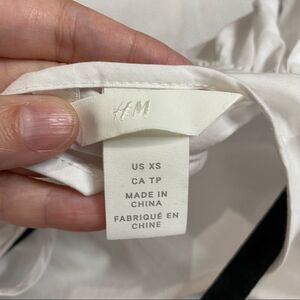 H&M
US XS
CA TP
MADE IN
CHINA
FABRIQUÉ EN
CHINE